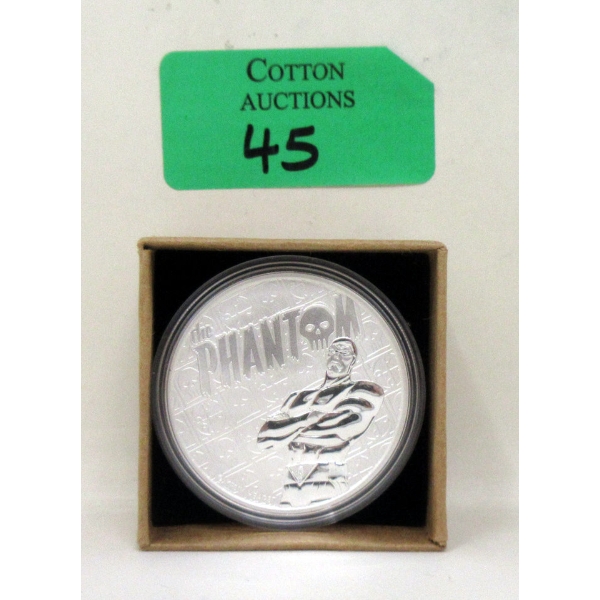 COTTON
AUCTIONS
45
the
PHANTOM